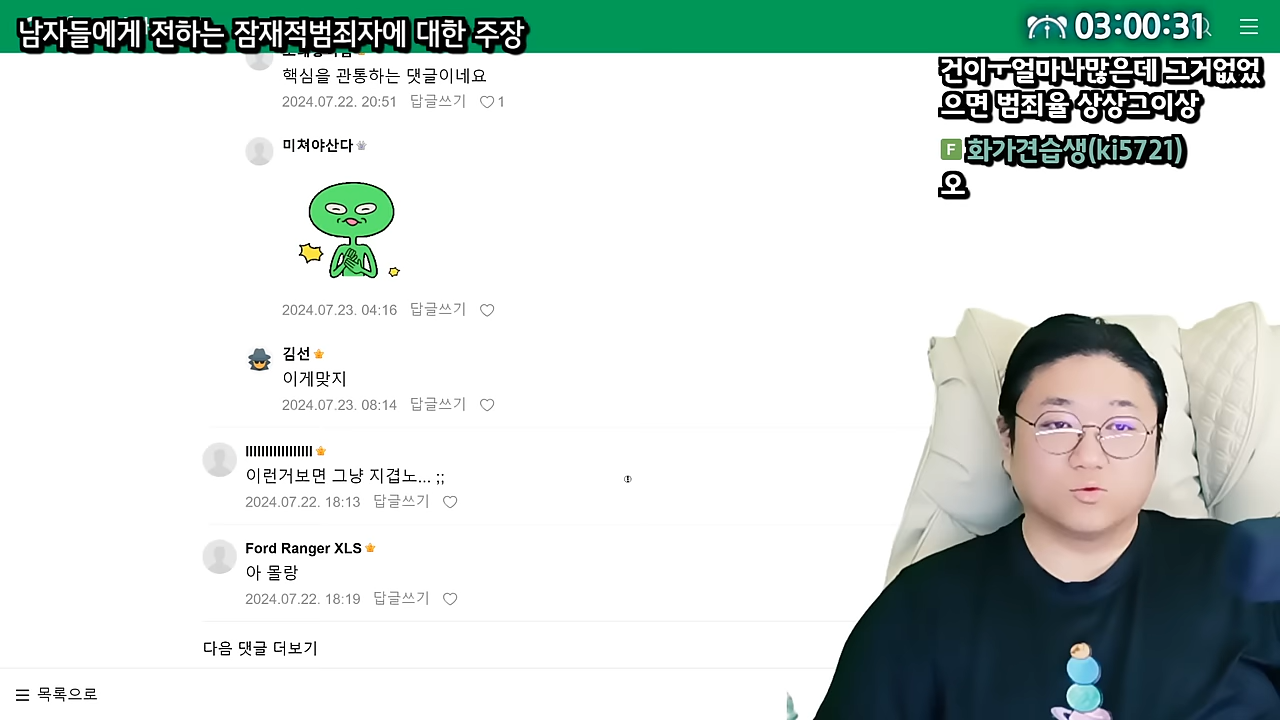 남자들에게 전하는 잠재적범죄자에 대한 주장
03:00:31
건이ㅜ얼마나많은데 그거없었
으면 범죄율 상상그이상
F 화가견습생(ki5721)
오
핵심을 관통하는 댓글이네요
2024.07.22. 20:51 답글쓰기 1
미쳐야산다
2024.07.23. 04:16 답글쓰기
김선
이게맞지
2024.07.23. 08:14 답글쓰기
lllllllllllllllll
이런거보면 그냥 지겹노... ;;
2024.07.22. 18:13 답글쓰기
Ford Ranger XLS
아 몰랑
2024.07.22. 18:19 답글쓰기
다음 댓글 더보기
목록으로